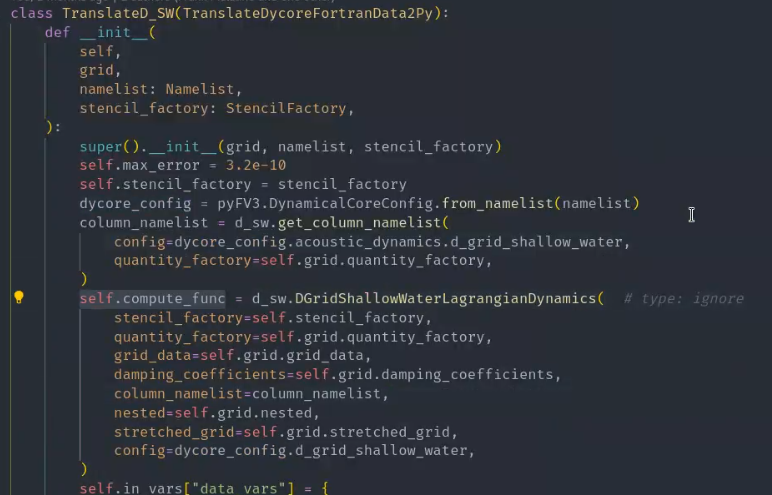 class TranslateD_SW(TranslateDycoreFortranData2Py):
    def __init__(
        self,
        grid,
        namelist: Namelist,
        stencil_factory: StencilFactory,
    ):
        super().__init__(grid, namelist, stencil_factory)
        self.max_error = 3.2e-10
        self.stencil_factory = stencil_factory
        dycore_config = pyFV3.DynamicalCoreConfig.from_namelist(namelist)
        column_namelist = d_sw.get_column_namelist(
            config=dycore_config.acoustic_dynamics.d_grid_shallow_water,
            quantity_factory=self.grid.quantity_factory,
        )
        self.compute_func = d_sw.DGridShallowWaterLagrangianDynamics(  # type: ignore
            stencil_factory=self.stencil_factory,
            quantity_factory=self.grid.quantity_factory,
            grid_data=self.grid.grid_data,
            damping_coefficients=self.grid.damping_coefficients,
            column_namelist=column_namelist,
            nested=self.grid.nested,
            stretched_grid=self.grid.stretched_grid,
            config=dycore_config.d_grid_shallow_water,
        )
        self.in_vars["data_vars"] = {